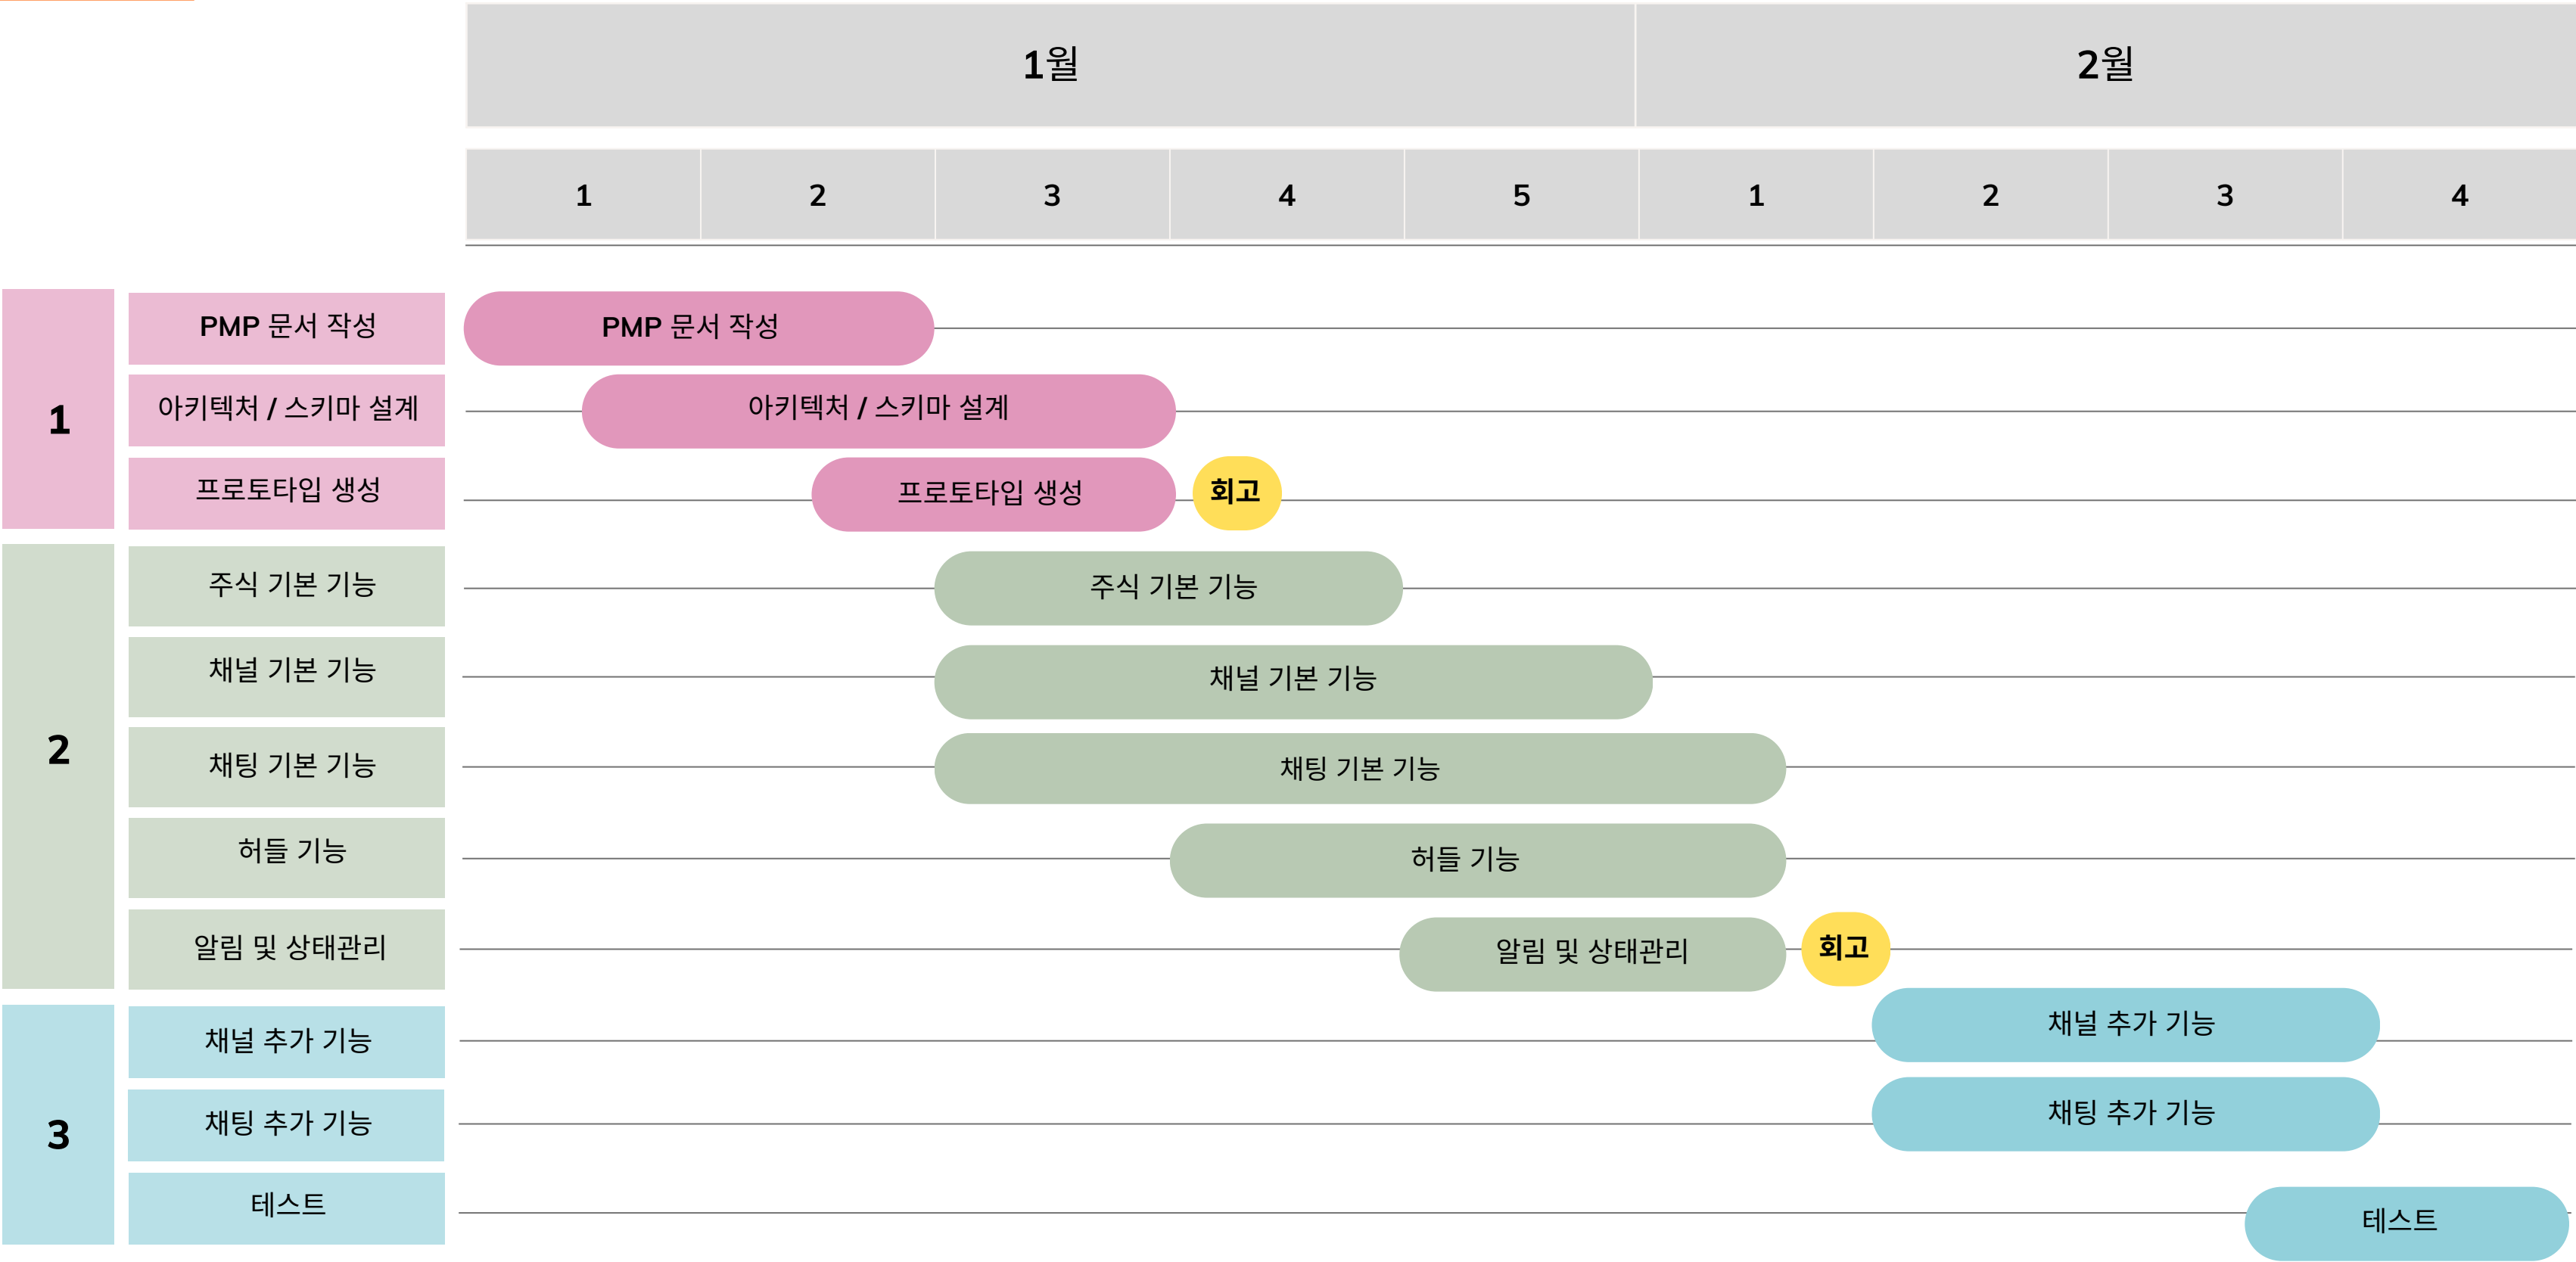 1월 2월
1 2 3 4 5 1 2 3 4
1
PMP 문서 작성 PMP 문서 작성
아키텍처 / 스키마 설계 아키텍처 / 스키마 설계
프로토타입 생성 프로토타입 생성 회고
2
주식 기본 기능 주식 기본 기능
채널 기본 기능 채널 기본 기능
채팅 기본 기능 채팅 기본 기능
허들 기능 허들 기능
알림 및 상태관리 알림 및 상태관리 회고
3
채널 추가 기능 채널 추가 기능
채팅 추가 기능 채팅 추가 기능
테스트 테스트